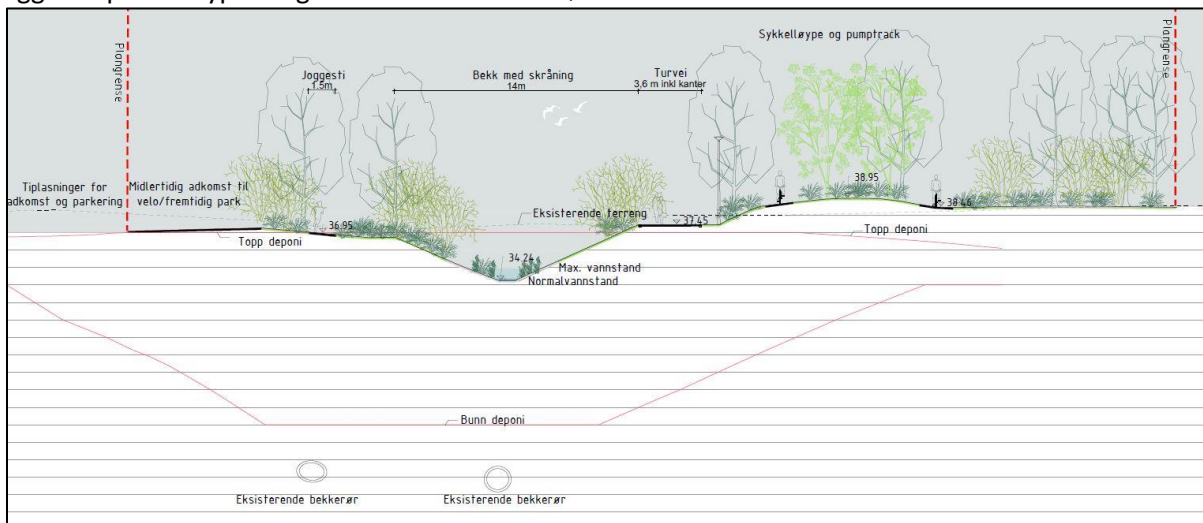 Plangrense
Joggesti
1.5m
Bekk med skråning
14m
Turvei
3,6 m inkl kanter
Sykkelløype og pumptrack
Plangrense
Tiplasninger for
adkomst og parkering
Midlertidig adkomst til
velo/fremtidig park
36.95
Eksisterende terreng
37.45
38.95
38.46
Topp deponi
Topp deponi
34.24
Max. vannstand
Normalvannstand
Bunn deponi
Eksisterende bekkerør
Eksisterende bekkerør